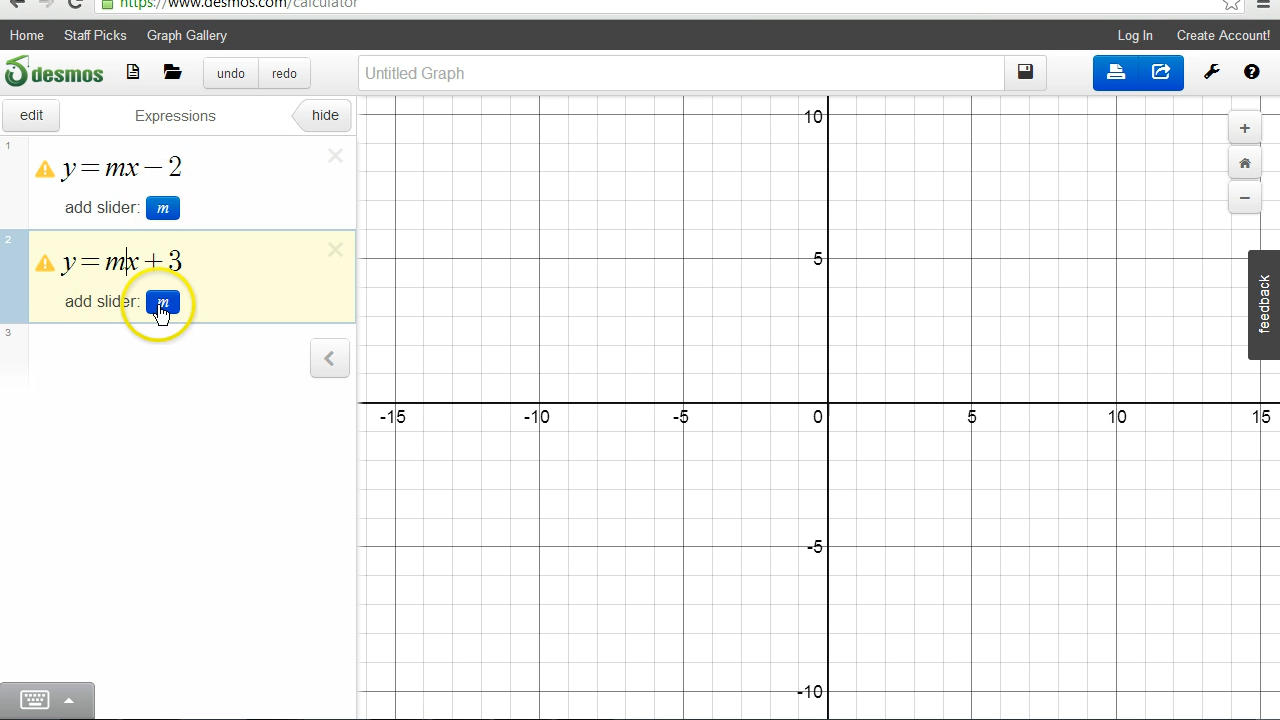 https://www.desmos.com/calculator
Home Staff Picks Graph Gallery Log In Create Account!
desmos undo redo Untitled Graph
edit Expressions hide
1
y=mx−2
add slider: m
2
y=mx+3
add slider: m
3
10
5
-15 -10 -5 0 5 10 15
-5
-10
feedback